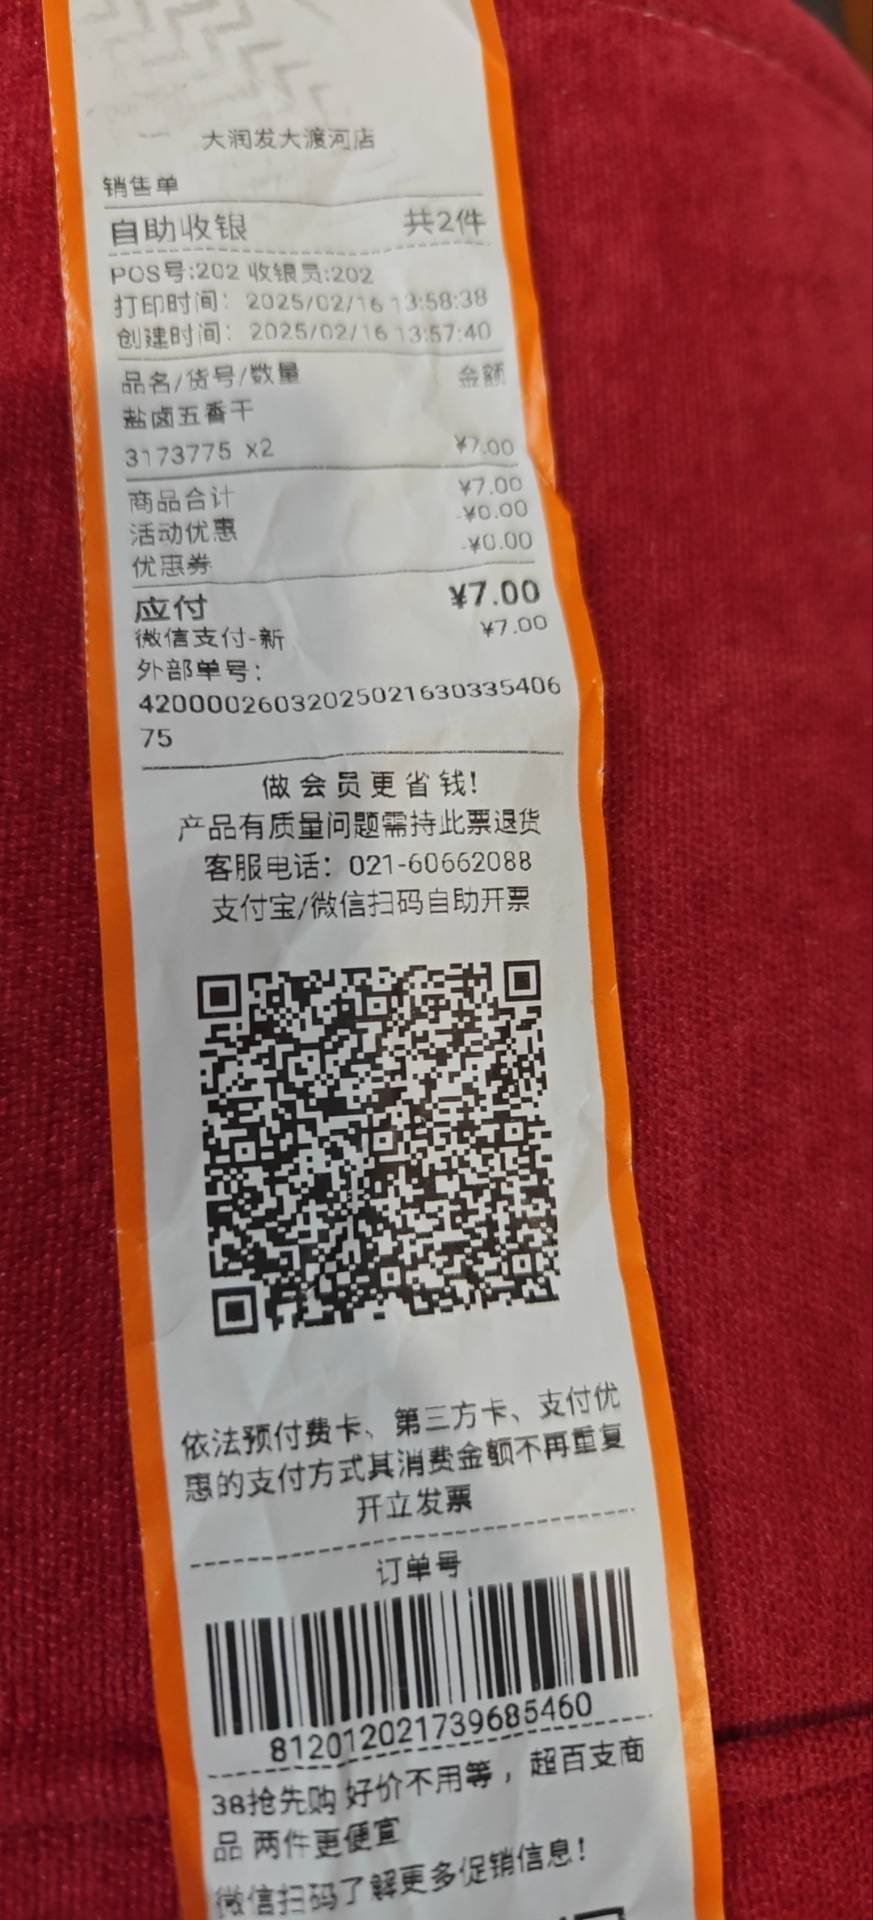 大润发大渡河店
销售单
自助收银 共2件
POS号:202 收银员:202
打印时间: 2025/02/16 13:58:38
创建时间: 2025/02/16 13:57:40
品名/货号/数量 金额
盐卤五香干
3173775 x2 ¥7.00
商品合计 ¥7.00
活动优惠 -¥0.00
优惠券 -¥0.00
应付 ¥7.00
微信支付-新 ¥7.00
外部单号:
42000026032025021630335406
75
做会员更省钱!
产品有质量问题需持此票退货
客服电话: 021-60662088
支付宝/微信扫码自助开票
依法预付费卡、第三方卡、支付优
惠的支付方式其消费金额不再重复
开立发票
订单号
812012021739685460
38抢先购 好价不用等，超百支商
品 两件更便宜
微信扫码了解更多促销信息!